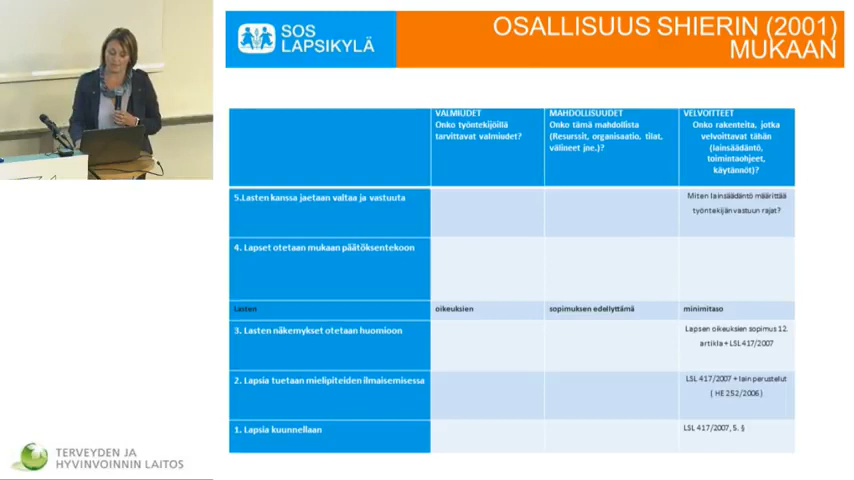 SOS
LAPSIKYLÄ
OSALLISUUS SHIERIN (2001)
MUKAAN
VALMIUDET
Onko työntekijöillä
tarvittavat valmiudet?
MAHDOLLISUUDET
Onko tämä mahdollista
(Resurssit, organisaatio, tilat,
välineet jne.)?
VELVOITTEET
Onko rakenteita, jotka
velvoittavat tähän
(lainsäädäntö,
toimintaohjeet,
käytännöt)?
5.Lasten kanssa jaetaan valtaa ja vastuuta
Miten lainsäädäntö määrittää
työntekijän vastuun rajat?
4. Lapset otetaan mukaan päätöksentekoon
Lasten oikeuksien sopimuksen edellyttämä minimitaso
3. Lasten näkemykset otetaan huomioon
Lapsen oikeuksien sopimus 12.
artikla + LSL 417/2007
2. Lapsia tuetaan mielipiteiden ilmaisemisessa
LSL 417/2007 + lain perustelut
( HE 252/2006)
1. Lapsia kuunnellaan
LSL 417/2007, 5. §
TERVEYDEN JA
HYVINVOINNIN LAITOS